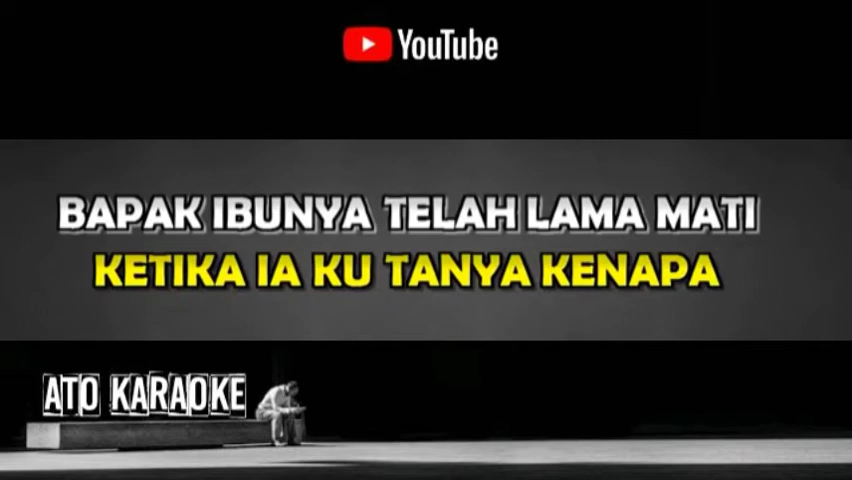 YouTube
BAPAK IBUNYA TELAH LAMA MATI
KETIKA IA KU TANYA KENAPA
ATO KARAOKE